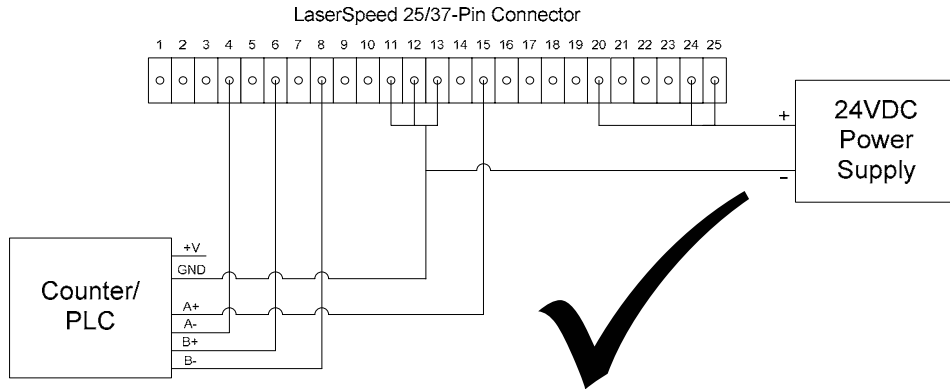 LaserSpeed 25/37-Pin Connector
1 2 3 4 5 6 7 8 9 10 11 12 13 14 15 16 17 18 19 20 21 22 23 24 25
+
24VDC
Power
Supply
-
+V
GND
Counter/
PLC
A+
A-
B+
B-